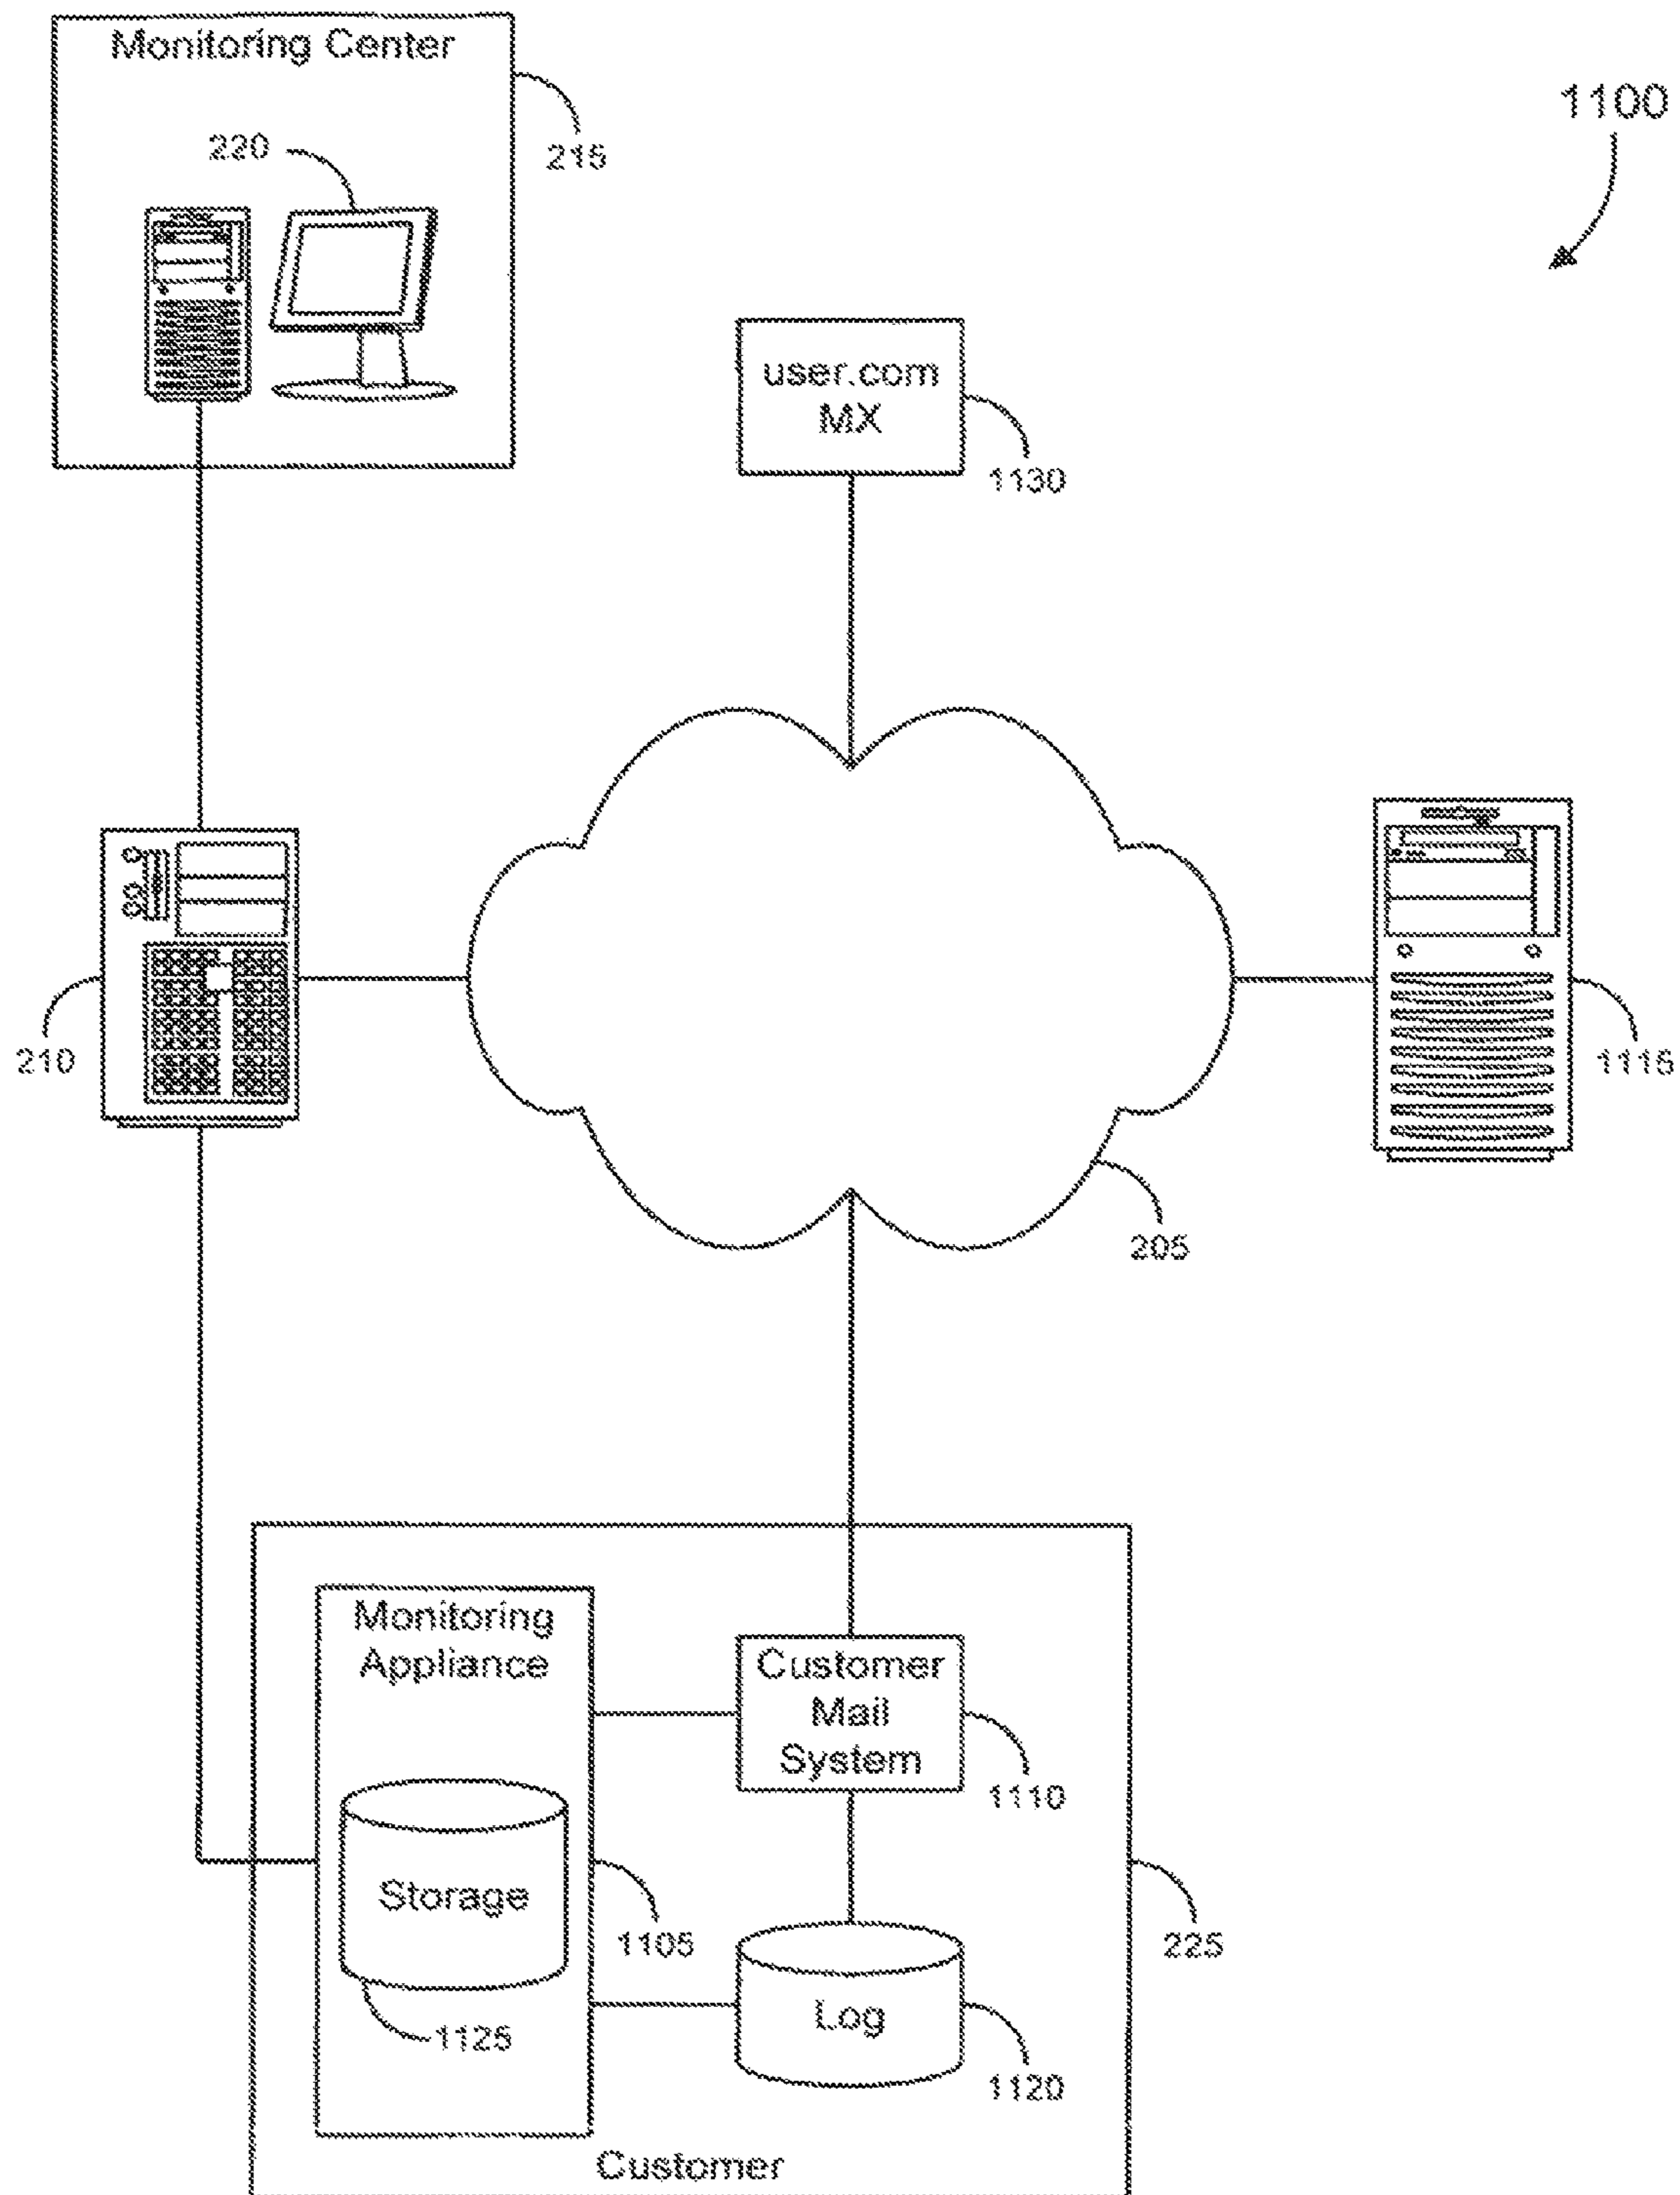 Monitoring Center
1100
220
215
user.com
MX
1130
210
1115
205
Monitoring
Appliance
Customer
Mail
System
1110
Storage
1105
225
Log
1125
1120
Customer